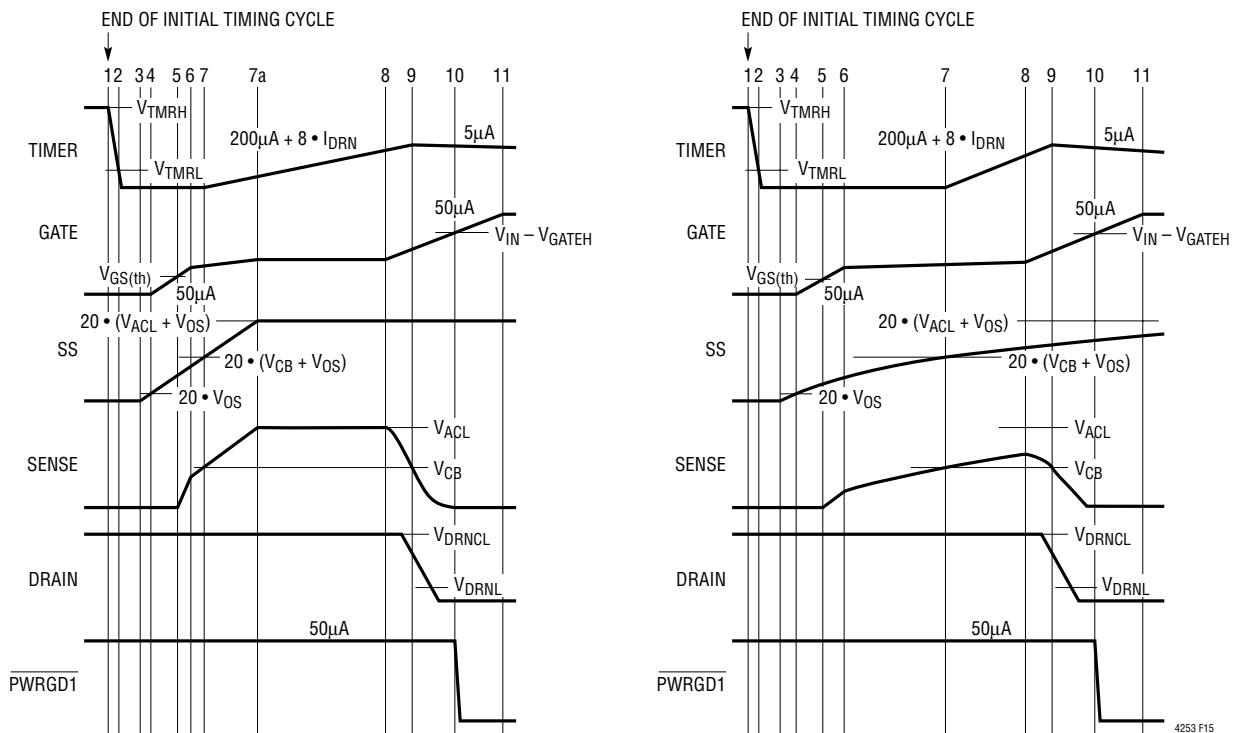 END OF INITIAL TIMING CYCLE
12 3 4 5 6 7 7a 8 9 10 11
TIMER
V_TMRH
V_TMRL
200µA + 8 • I_DRN
5µA
GATE
V_GS(th)
50µA
50µA
V_IN – V_GATEH
SS
20 • (V_ACL + V_OS)
20 • (V_CB + V_OS)
20 • V_OS
SENSE
V_ACL
V_CB
DRAIN
V_DRNCL
V_DRNL
50µA
PWRGD1
END OF INITIAL TIMING CYCLE
12 3 4 5 6 7 8 9 10 11
TIMER
V_TMRH
V_TMRL
200µA + 8 • I_DRN
5µA
GATE
V_GS(th)
50µA
50µA
V_IN – V_GATEH
SS
20 • (V_ACL + V_OS)
20 • (V_CB + V_OS)
20 • V_OS
SENSE
V_ACL
V_CB
DRAIN
V_DRNCL
V_DRNL
50µA
PWRGD1
4253 F15